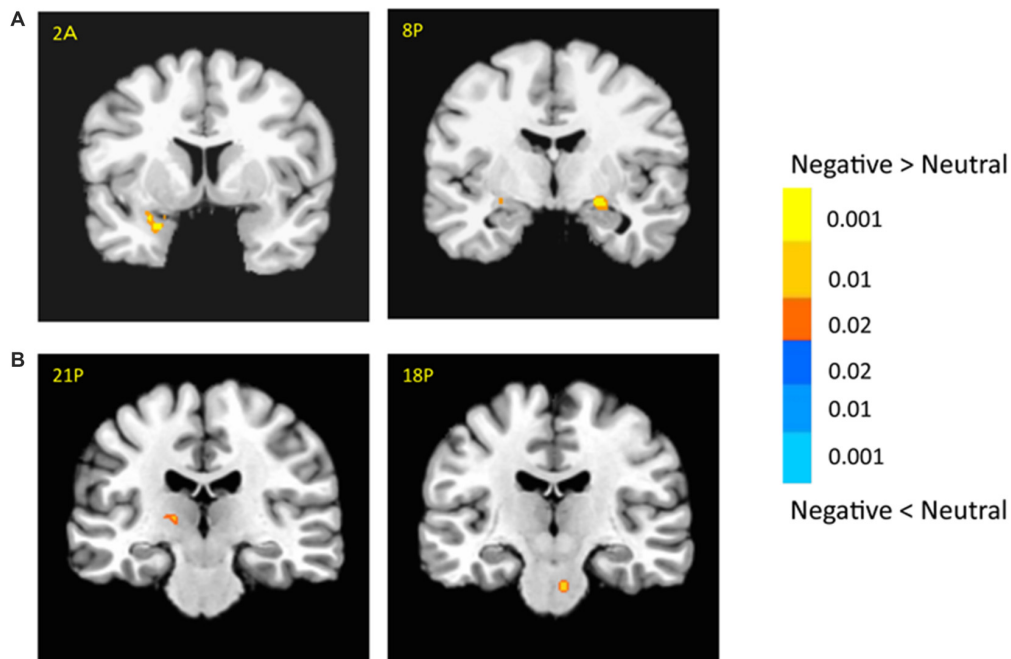 A
2A
8P
B
21P
18P
Negative > Neutral
0.001
0.01
0.02
0.02
0.01
0.001
Negative < Neutral